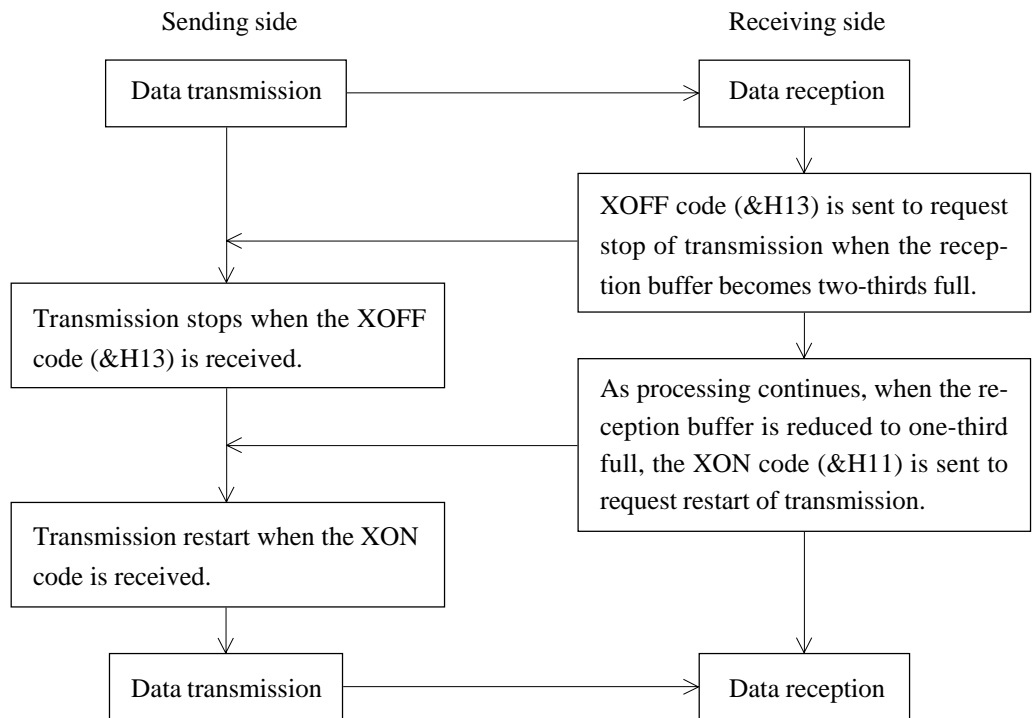 Sending side
Receiving side
Data transmission
Data reception
XOFF code (&H13) is sent to request
stop of transmission when the recep-
tion buffer becomes two-thirds full.
Transmission stops when the XOFF
code (&H13) is received.
As processing continues, when the re-
ception buffer is reduced to one-third
full, the XON code (&H11) is sent to
request restart of transmission.
Transmission restart when the XON
code is received.
Data transmission
Data reception